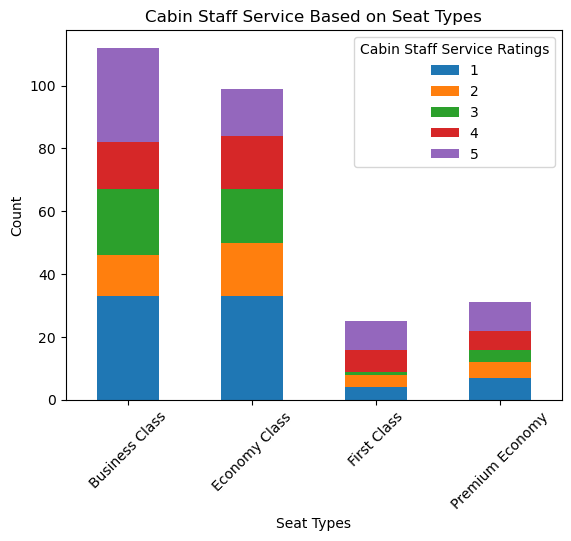 Cabin Staff Service Based on Seat Types
Cabin Staff Service Ratings
1
2
3
4
5
Count
100
80
60
40
20
0
Business Class
Economy Class
First Class
Premium Economy
Seat Types